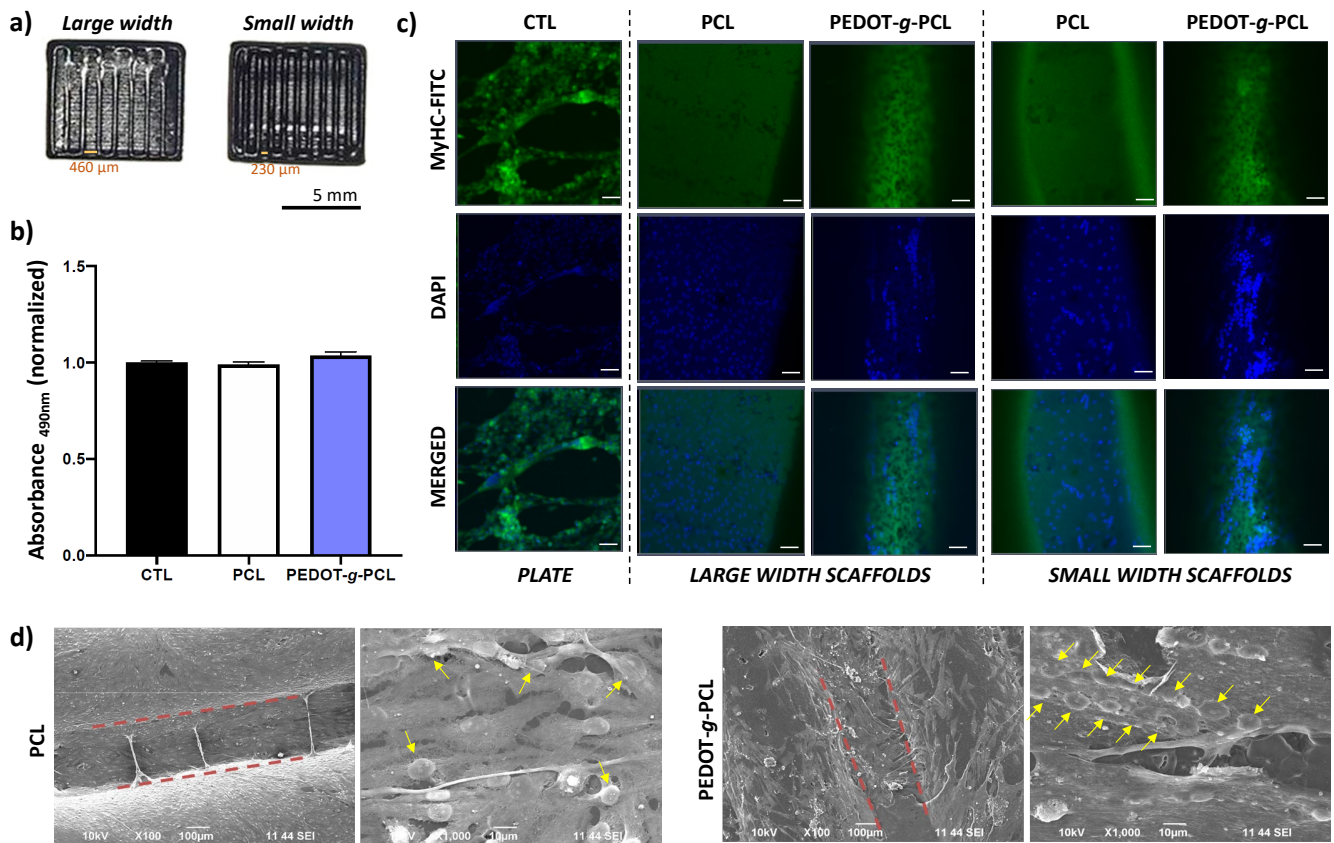 a)
Large width
Small width
460 µm
230 µm
5 mm
b)
Absorbance 490nm (normalized)
1.5
1.0
0.5
0.0
CTL
PCL
PEDOT-g-PCL
c)
CTL
PCL
PEDOT-g-PCL
PCL
PEDOT-g-PCL
MyHC-FITC
DAPI
MERGED
PLATE
LARGE WIDTH SCAFFOLDS
SMALL WIDTH SCAFFOLDS
d)
PCL
10kV X100 100µm 11 44 SEI
10kV X1,000 10µm 11 44 SEI
PEDOT-g-PCL
10kV X100 100µm 11 44 SEI
10kV X1,000 10µm 11 44 SEI